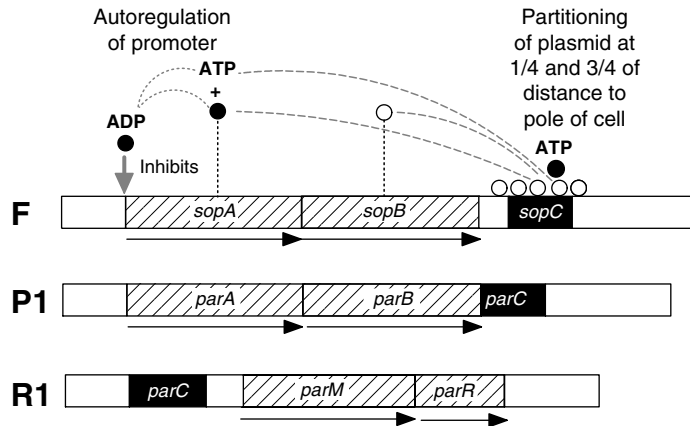 Autoregulation
of promoter
Partitioning
of plasmid at
1/4 and 3/4 of
distance to
pole of cell
ATP
+
ADP
ATP
Inhibits
F
sopA
sopB
sopC
P1
parA
parB
parC
R1
parC
parM
parR